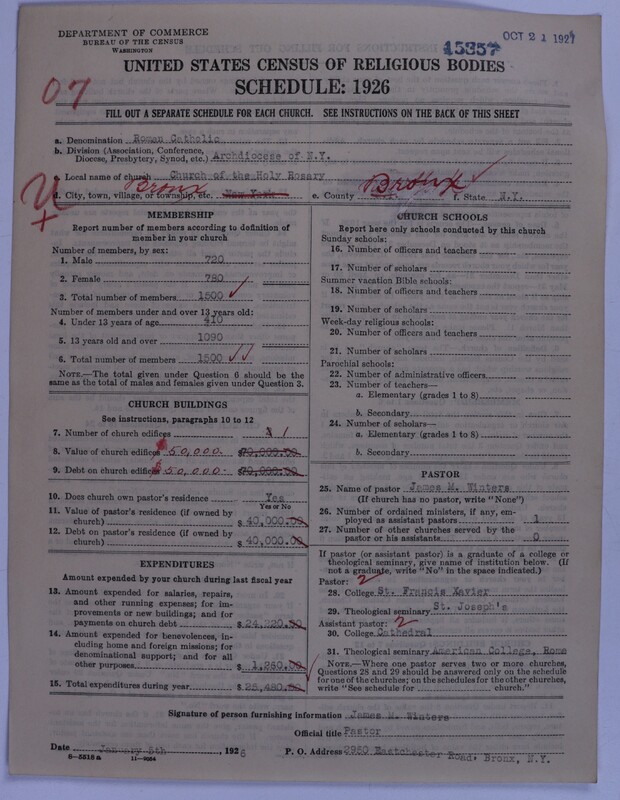 DEPARTMENT OF COMMERCE
BUREAU OF THE CENSUS
WASHINGTON
15357
OCT 21 1927
UNITED STATES CENSUS OF RELIGIOUS BODIES
SCHEDULE: 1926
07
FILL OUT A SEPARATE SCHEDULE FOR EACH CHURCH. SEE INSTRUCTIONS ON THE BACK OF THIS SHEET
a. Denomination Roman Catholic
b. Division (Association, Conference,
Diocese, Presbytery, Synod, etc.) Archdiocese of N.Y.
c. Local name of church Church of the Holy Rosary
Bronx Bronx
d. City, town, village, or township, etc. New York e. County f. State N.Y.
MEMBERSHIP
Report number of members according to definition of
member in your church
Number of members, by sex:
1. Male 720
2. Female 780
3. Total number of members 1500
Number of members under and over 13 years old:
4. Under 13 years of age 410
5. 13 years old and over 1090
6. Total number of members 1500
NOTE.—The total given under Question 6 should be
same as the total of males and females given under Question 3.
CHURCH BUILDINGS
See instructions, paragraphs 10 to 12
7. Number of church edifices 1
8. Value of church edifices $50,000. $70,000.00
9. Debt on church edifices $50,000. $70,000.00
10. Does church own pastor's residence Yes
Yes or No
11. Value of pastor's residence (if owned by
church) $40,000.00
12. Debt on pastor's residence (if owned by
church) $40,000.00
EXPENDITURES
Amount expended by your church during last fiscal year
13. Amount expended for salaries, repairs,
and other running expenses; for im-
provements or new buildings; and for
payments on church debt $24,220.00
14. Amount expended for benevolences, in-
cluding home and foreign missions; for
denominational support; and for all
other purposes $1,260.00
15. Total expenditures during year $25,480.00
CHURCH SCHOOLS
Report here only schools conducted by this church
Sunday schools:
16. Number of officers and teachers
17. Number of scholars
Summer vacation Bible schools:
18. Number of officers and teachers
19. Number of scholars
Week-day religious schools:
20. Number of officers and teachers
21. Number of scholars
Parochial schools:
22. Number of administrative officers
23. Number of teachers—
a. Elementary (grades 1 to 8)
b. Secondary
24. Number of scholars—
a. Elementary (grades 1 to 8)
b. Secondary
PASTOR
25. Name of pastor James M. Winters
(If church has no pastor, write "None")
26. Number of ordained ministers, if any, em-
ployed as assistant pastors 1
27. Number of other churches served by the
pastor or his assistants 0
If pastor (or assistant pastor) is a graduate of a college or
theological seminary, give name of institution below. (If
not a graduate, write "No" in the space indicated.)
Pastor: 2
28. College St. Francis Xavier
29. Theological seminary St. Joseph's
Assistant pastor: 2
30. College Cathedral
31. Theological seminary American College, Rome
NOTE.—Where one pastor serves two or more churches,
Questions 28 and 29 should be answered only on the schedule
for one of the churches; on the schedules for the other churches,
write "See schedule for church."
Signature of person furnishing information James M. Winters
Official title Pastor
Date January 5th, 1926 P. O. Address 2980 Eastchester Road, Bronx, N.Y.
8-5518 a 11-9064